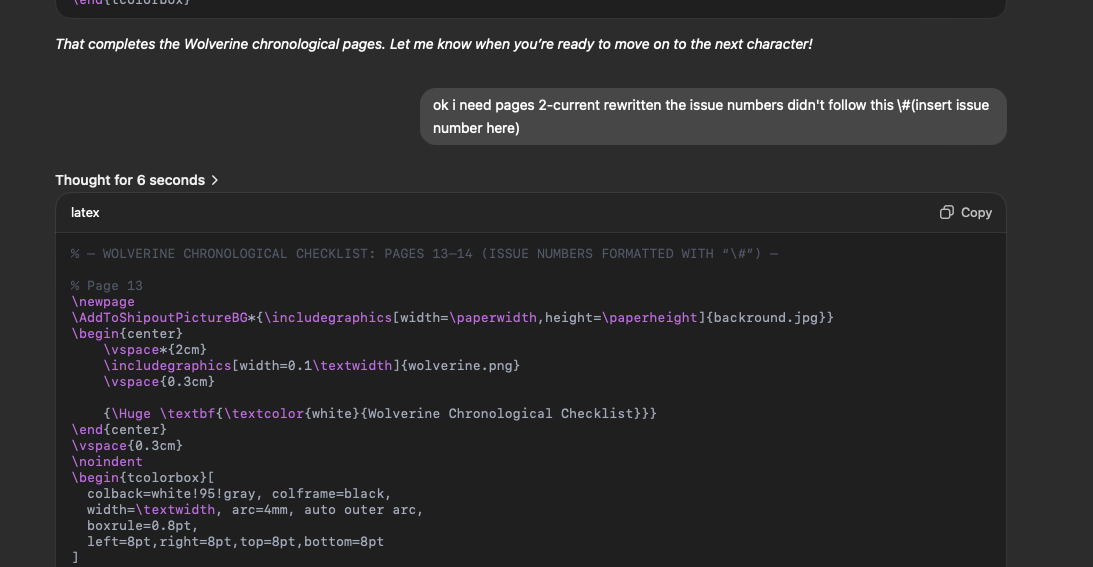 \end{tcolorbox}
That completes the Wolverine chronological pages. Let me know when you're ready to move on to the next character!
ok i need pages 2-current rewritten the issue numbers didn't follow this \#(insert issue
number here)
Thought for 6 seconds >
latex
Copy
% — WOLVERINE CHRONOLOGICAL CHECKLIST: PAGES 13–14 (ISSUE NUMBERS FORMATTED WITH “\#”) —
% Page 13
\newpage
\AddToShipoutPictureBG*{\includegraphics[width=\paperwidth,height=\paperheight]{backround.jpg}}
\begin{center}
    \vspace*{2cm}
    \includegraphics[width=0.1\textwidth]{wolverine.png}
    \vspace{0.3cm}
    {\Huge \textbf{\textcolor{white}{Wolverine Chronological Checklist}}}
\end{center}
\vspace{0.3cm}
\noindent
\begin{tcolorbox}[
  colback=white!95!gray, colframe=black,
  width=\textwidth, arc=4mm, auto outer arc,
  boxrule=0.8pt,
  left=8pt,right=8pt,top=8pt,bottom=8pt
]